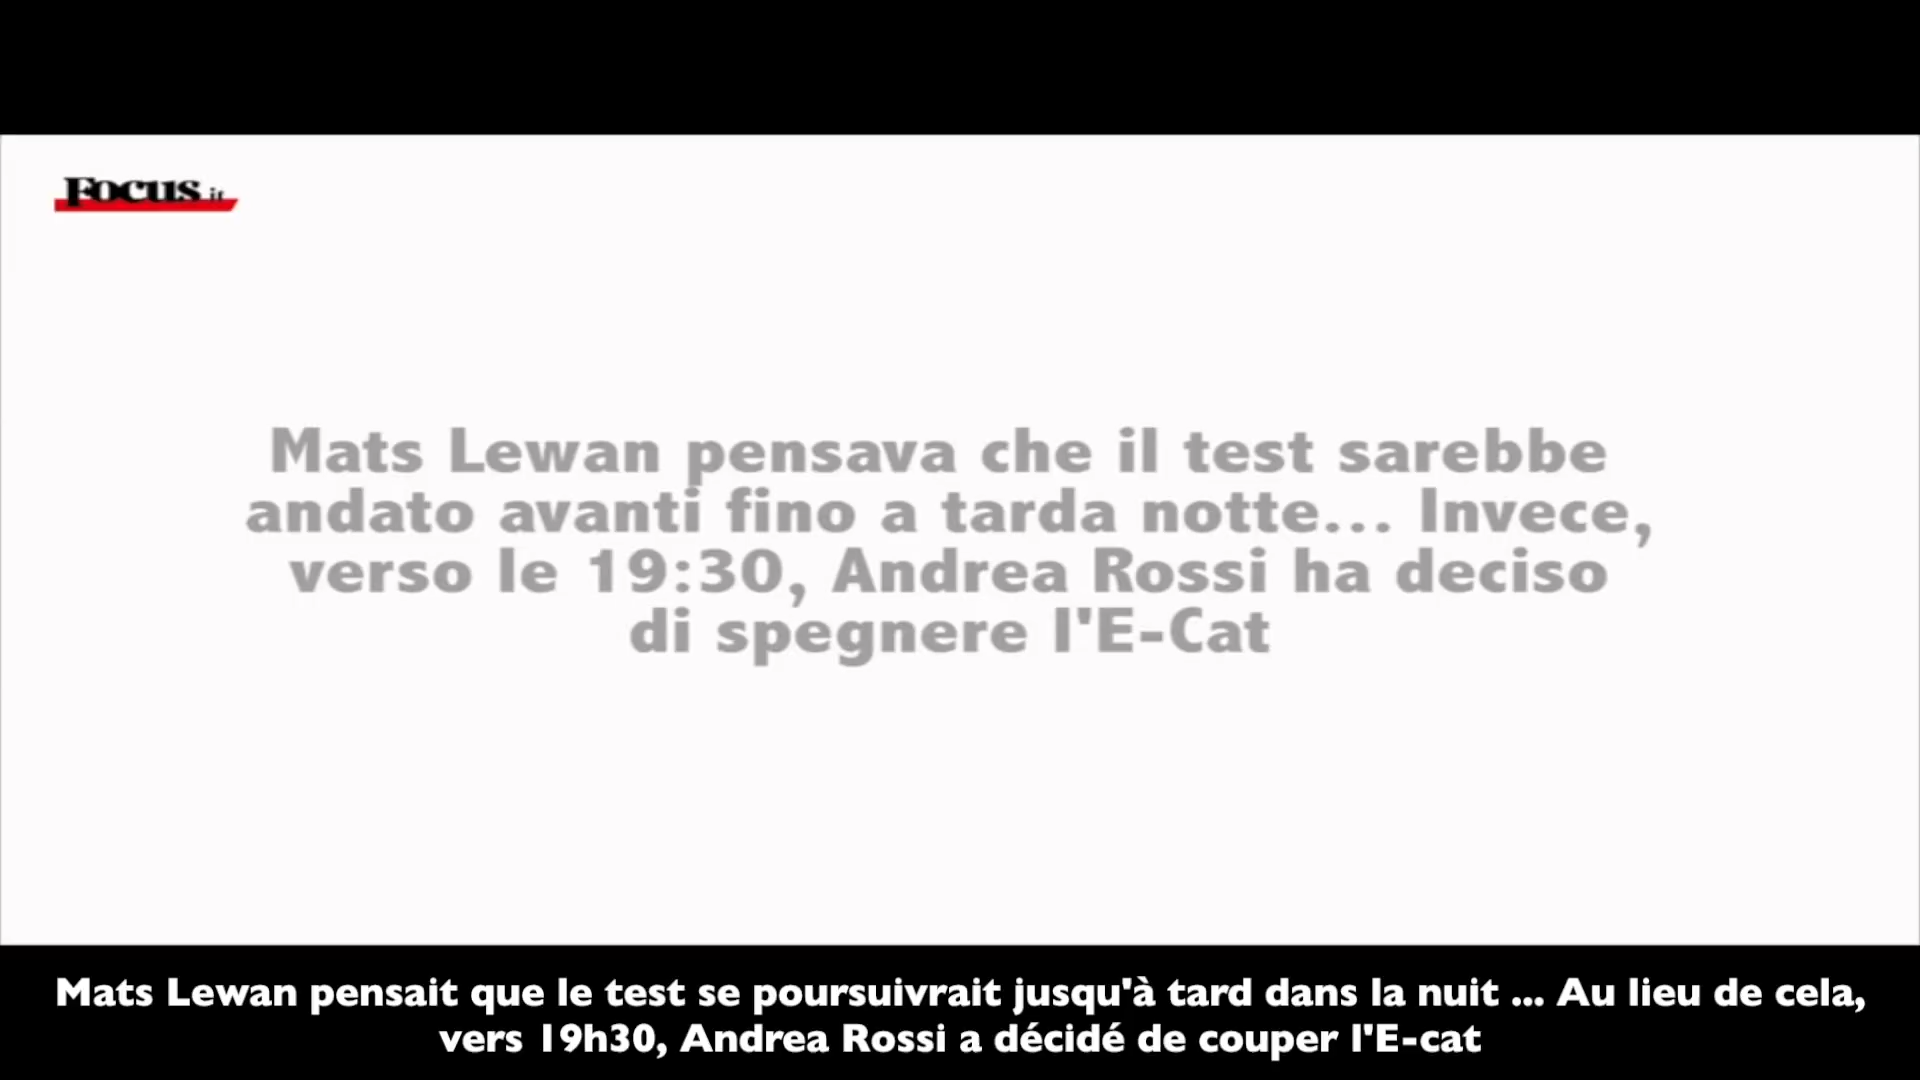 Focus.it
Mats Lewan pensava che il test sarebbe
andato avanti fino a tarda notte... Invece,
verso le 19:30, Andrea Rossi ha deciso
di spegnere l'E-Cat
Mats Lewan pensait que le test se poursuivrait jusqu'à tard dans la nuit ... Au lieu de cela,
vers 19h30, Andrea Rossi a décidé de couper l'E-cat